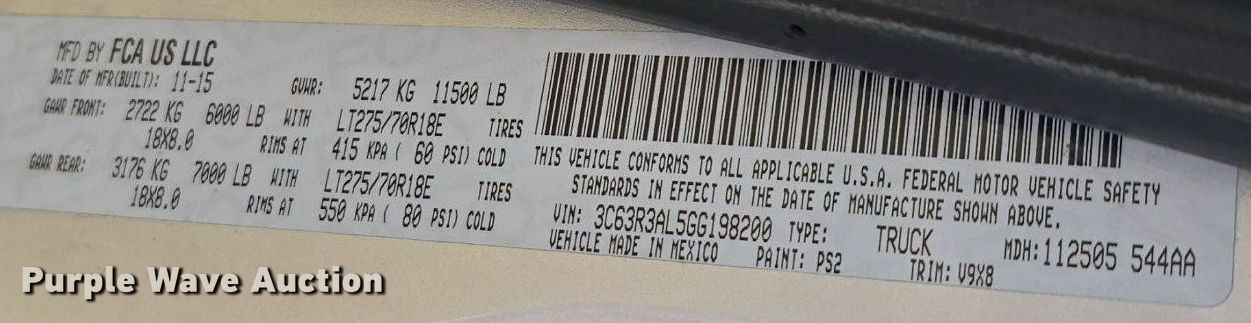 MFD BY FCA US LLC
DATE OF MFR(BUILT): 11-15 GVWR: 5217 KG 11500 LB
GAWR FRONT: 2722 KG 6000 LB WITH LT275/70R18E TIRES
18X8.0 RIMS AT 415 KPA ( 60 PSI) COLD
GAWR REAR: 3176 KG 7000 LB WITH LT275/70R18E TIRES
18X8.0 RIMS AT 550 KPA ( 80 PSI) COLD
THIS VEHICLE CONFORMS TO ALL APPLICABLE U.S.A. FEDERAL MOTOR VEHICLE SAFETY
STANDARDS IN EFFECT ON THE DATE OF MANUFACTURE SHOWN ABOVE.
VIN: 3C63R3AL5GG198200 TYPE: TRUCK MDH:112505 544AA
VEHICLE MADE IN MEXICO PAINT: PS2 TRIM: V9X8
Purple Wave Auction